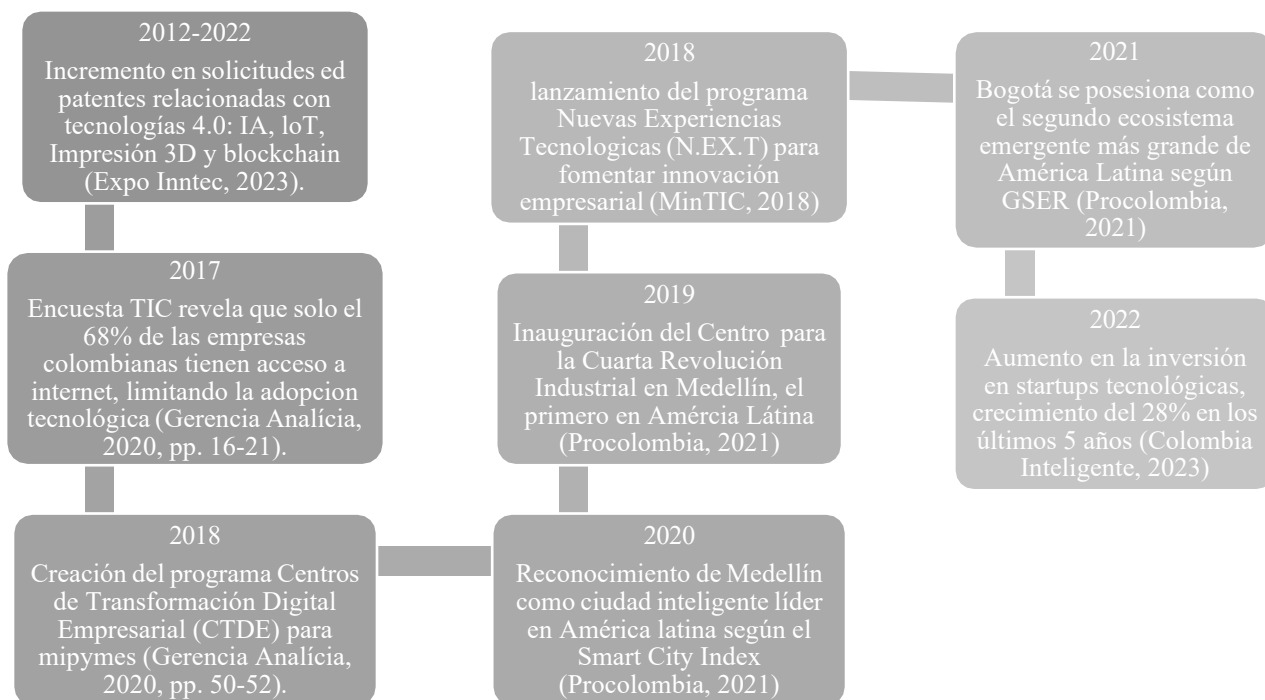 2012-2022
Incremento en solicitudes ed
patentes relacionadas con
tecnologías 4.0: IA, loT,
Impresión 3D y blockchain
(Expo Inntec, 2023).
2017
Encuesta TIC revela que solo el
68% de las empresas
colombianas tienen acceso a
internet, limitando la adopcion
tecnológica (Gerencia Analícia,
2020, pp. 16-21).
2018
Creación del programa Centros
de Transformación Digital
Empresarial (CTDE) para
mipymes (Gerencia Analícia,
2020, pp. 50-52).
2020
Reconocimiento de Medellín
como ciudad inteligente líder
en América latina según el
Smart City Index
(Procolombia, 2021)
2019
Inauguración del Centro para
la Cuarta Revolución
Industrial en Medellín, el
primero en Amércia Látina
(Procolombia, 2021)
2018
lanzamiento del programa
Nuevas Experiencias
Tecnologicas (N.EX.T) para
fomentar innovación
empresarial (MinTIC, 2018)
2021
Bogotá se posesiona como
el segundo ecosistema
emergente más grande de
América Latina según
GSER (Procolombia,
2021)
2022
Aumento en la inversión
en startups tecnológicas,
crecimiento del 28% en los
últimos 5 años (Colombia
Inteligente, 2023)